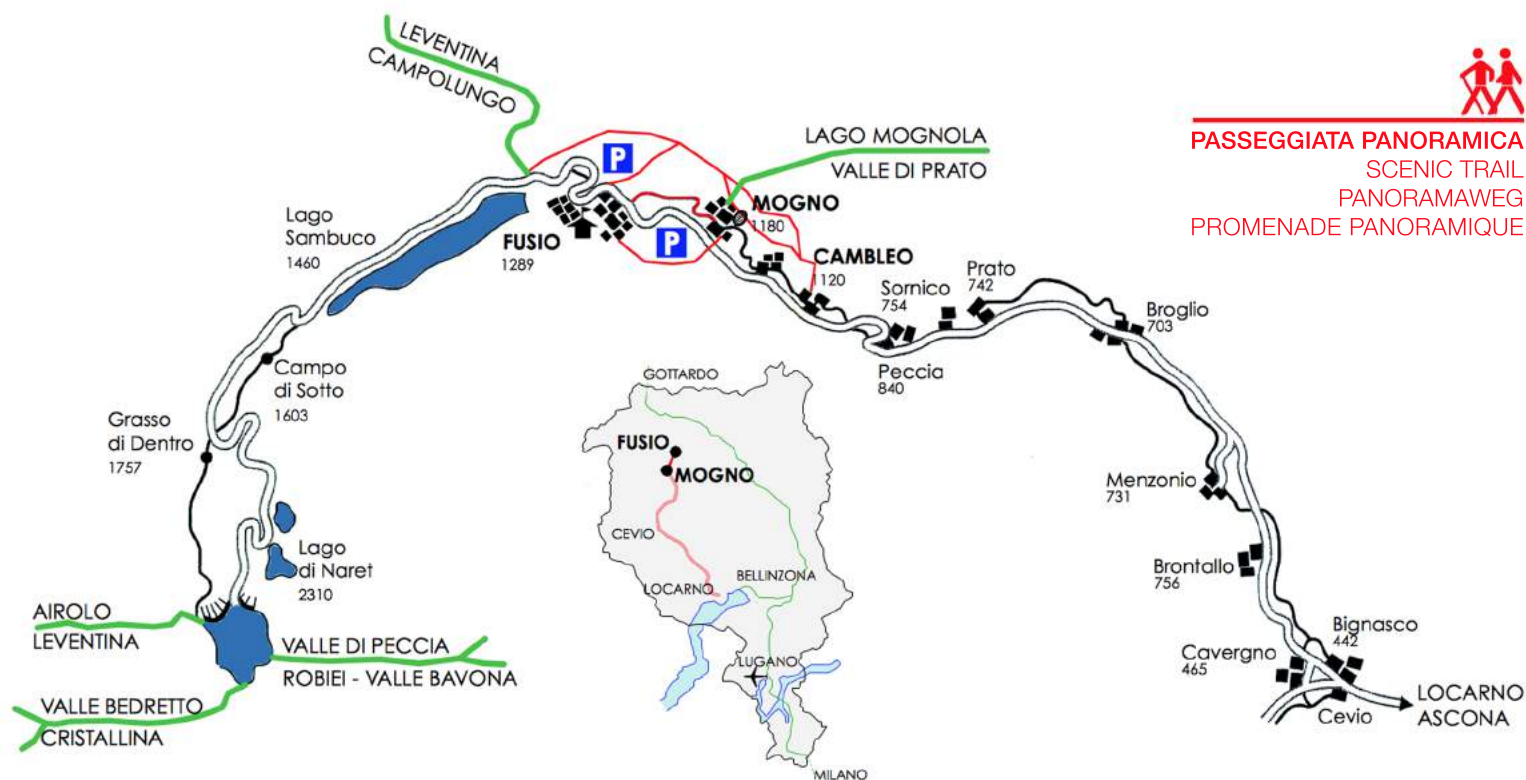 LEVENTINA
CAMPOLUNGO
P
LAGO MOGNOLA
VALLE DI PRATO
PASSEGGIATA PANORAMICA
SCENIC TRAIL
PANORAMAWEG
PROMENADE PANORAMIQUE
Lago
Sambuco
1460
FUSIO
1289
P
MOGNO
1180
CAMBLEO
1120
Sornico
754
Prato
742
Broglio
703
Peccia
840
Campo
di Sotto
1603
Grasso
di Dentro
1757
Lago
di Naret
2310
Menzonio
731
Brontallo
756
Bignasco
442
Cavergno
465
Cevio
LOCARNO
ASCONA
AIROLO
LEVENTINA
VALLE DI PECCIA
ROBIEI - VALLE BAVONA
VALLE BEDRETTO
CRISTALLINA
GOTTARDO
FUSIO
MOGNO
CEVIO
LOCARNO
BELLINZONA
LUGANO
MILANO